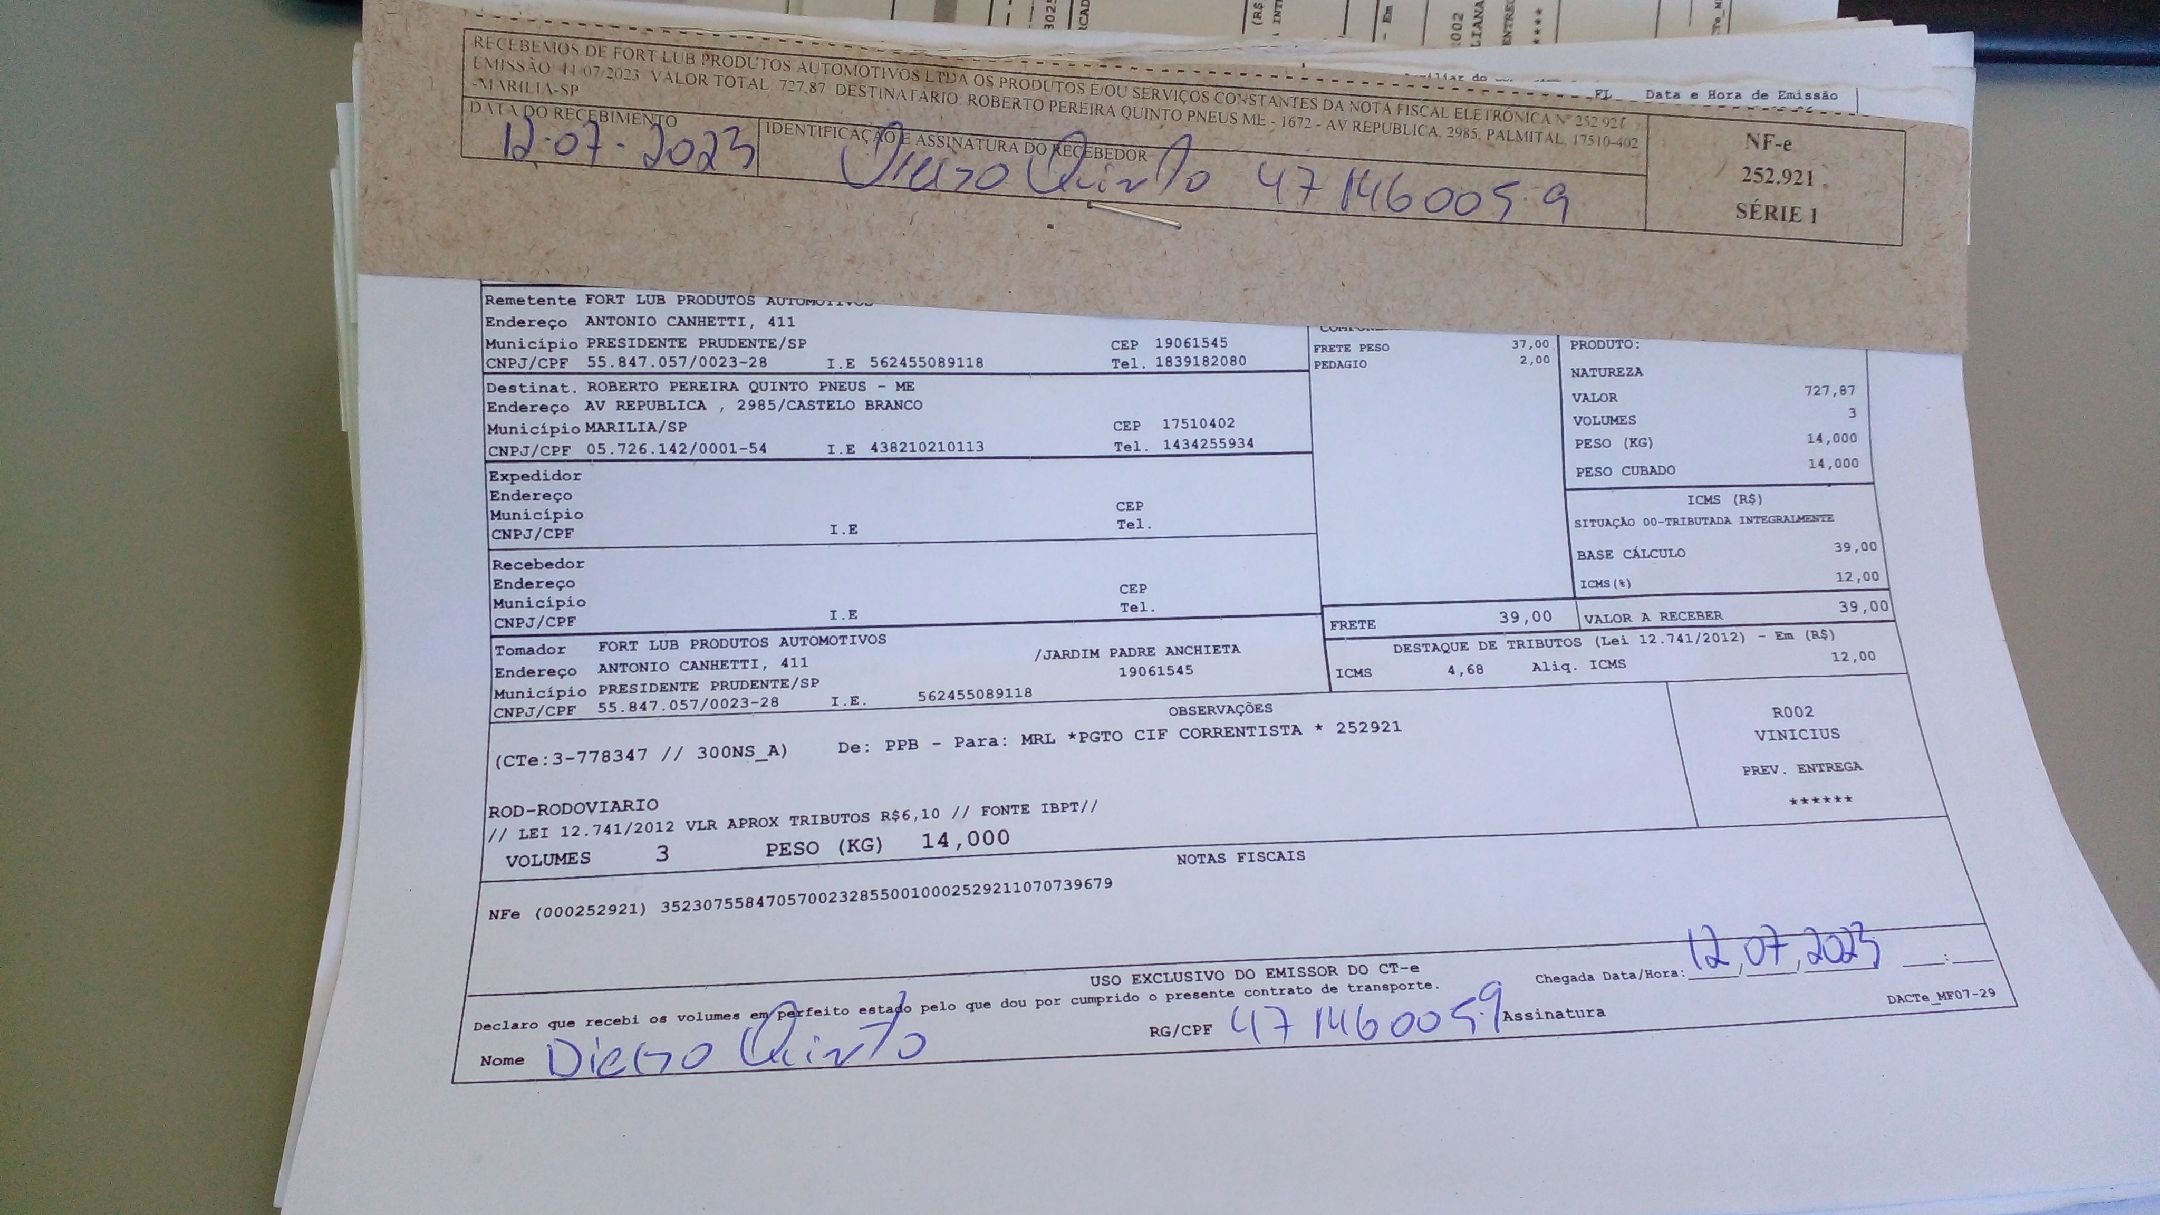 FL Data e Hora de Emissão
RECEBEMOS DE FORT LUB PRODUTOS AUTOMOTIVOS LTDA OS PRODUTOS E/OU SERVIÇOS CONSTANTES DA NOTA FISCAL ELETRÔNICA Nº 252.921
EMISSÃO: 11/07/2023 VALOR TOTAL: 727,87 DESTINATÁRIO: ROBERTO PEREIRA QUINTO PNEUS ME - 1672 - AV REPUBLICA, 2985, PALMITAL, 17510-402
-MARILIA-SP
DATA DO RECEBIMENTO
12.07.2023
IDENTIFICAÇÃO E ASSINATURA DO RECEBEDOR
Diego Quinto 47146005.9
NF-e
252.921
SÉRIE 1
Remetente FORT LUB PRODUTOS AUTOMOTIVOS
Endereço ANTONIO CANHETTI, 411
Município PRESIDENTE PRUDENTE/SP CEP 19061545
CNPJ/CPF 55.847.057/0023-28 I.E 562455089118 Tel. 1839182080
Destinat. ROBERTO PEREIRA QUINTO PNEUS - ME
Endereço AV REPUBLICA , 2985/CASTELO BRANCO
Município MARILIA/SP CEP 17510402
CNPJ/CPF 05.726.142/0001-54 I.E 438210210113 Tel. 1434255934
Expedidor
Endereço
Município CEP
CNPJ/CPF I.E Tel.
Recebedor
Endereço
Município CEP
CNPJ/CPF I.E Tel.
Tomador FORT LUB PRODUTOS AUTOMOTIVOS
Endereço ANTONIO CANHETTI, 411 /JARDIM PADRE ANCHIETA
Município PRESIDENTE PRUDENTE/SP 19061545
CNPJ/CPF 55.847.057/0023-28 I.E. 562455089118
FRETE PESO 37,00
PEDAGIO 2,00
PRODUTO:
NATUREZA
VALOR 727,87
VOLUMES 3
PESO (KG) 14,000
PESO CUBADO 14,000
ICMS (R$)
SITUAÇÃO 00-TRIBUTADA INTEGRALMENTE
BASE CÁLCULO 39,00
ICMS(%) 12,00
FRETE 39,00 VALOR A RECEBER 39,00
DESTAQUE DE TRIBUTOS (Lei 12.741/2012) - Em (R$)
ICMS 4,68 Aliq. ICMS 12,00
OBSERVAÇÕES
(CTe:3-778347 // 300NS_A) De: PPB - Para: MRL *PGTO CIF CORRENTISTA * 252921
ROD-RODOVIARIO
// LEI 12.741/2012 VLR APROX TRIBUTOS R$6,10 // FONTE IBPT//
VOLUMES 3 PESO (KG) 14,000
R002
VINICIUS
PREV. ENTREGA
******
NOTAS FISCAIS
NFe (000252921) 35230755847057002328550010002529211070739679
USO EXCLUSIVO DO EMISSOR DO CT-e
Declaro que recebi os volumes em perfeito estado pelo que dou por cumprido o presente contrato de transporte.
Chegada Data/Hora: 12/07/2023 __:__
Nome Diego Quinto RG/CPF 47146005.9 Assinatura
DACTe_MF07-29